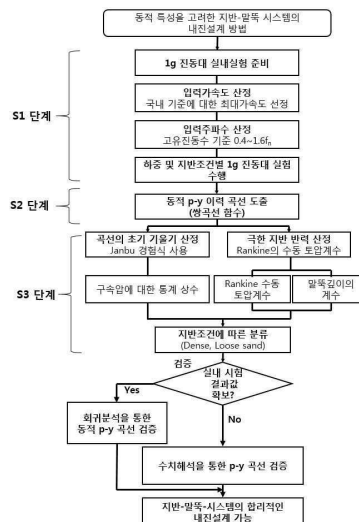 동적 특성을 고려한 지반-말뚝 시스템의
내진설계 방법
1g 진동대 실내실험 준비
입력가속도 산정
국내 기준에 대한 최대가속도 선정
입력주파수 산정
고유진동수 기준 0.4~1.6fn
하중 및 지반조건별 1g 진동대 실험
수행
S1 단계
동적 p-y 이력 곡선 도출
(쌍곡선 함수)
S2 단계
곡선의 초기 기울기 산정
Janbu 경험식 사용
극한 지반 반력 산정
Rankine의 수동 토압계수
구속압에 대한 통계 상수
Rankine 수동
토압계수
말뚝깊이의
계수
S3 단계
지반조건에 따른 분류
(Dense, Loose sand)
검증
실내 시험
결과값
확보?
Yes
No
회귀분석을 통한
동적 p-y 곡선 검증
수치해석을 통한 p-y 곡선 검증
지반-말뚝-시스템의 합리적인
내진설계 가능